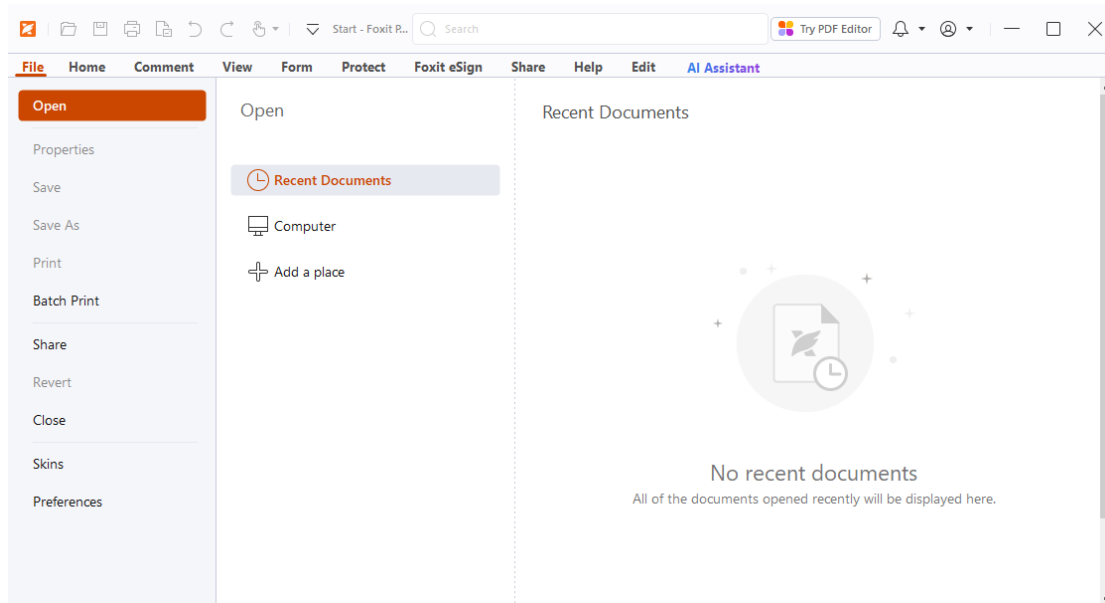 Start - Foxit P...
Search
Try PDF Editor
File Home Comment View Form Protect Foxit eSign Share Help Edit AI Assistant
Open
Properties
Save
Save As
Print
Batch Print
Share
Revert
Close
Skins
Preferences
Open
Recent Documents
Computer
Add a place
Recent Documents
No recent documents
All of the documents opened recently will be displayed here.